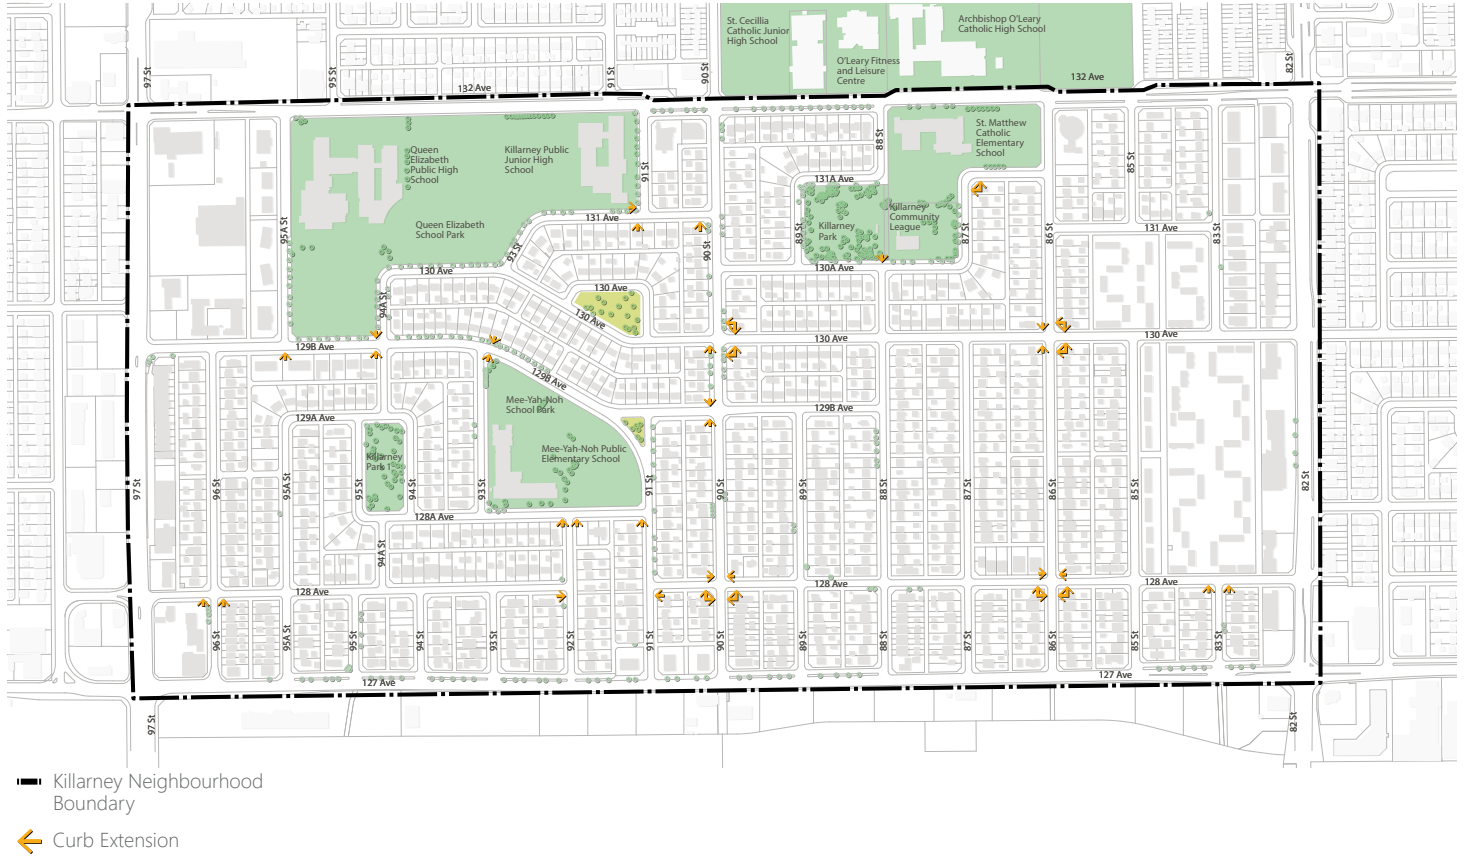 St. Cecillia
Catholic Junior
High School
Archbishop O'Leary
Catholic High School
O'Leary Fitness
and Leisure
Centre
97 St
95 St
91 St
90 St
82 St
132 Ave
132 Ave
Queen
Elizabeth
Public High
School
Killarney Public
Junior High
School
St. Matthew
Catholic
Elementary
School
88 St
85 St
91 St
131A Ave
Queen Elizabeth
School Park
131 Ave
Killarney
Park
Killarney
Community
League
95A St
93 St
90 St
89 St
87 St
86 St
131 Ave
83 St
130 Ave
130A Ave
94A St
130 Ave
130 Ave
130 Ave
130 Ave
129B Ave
129B Ave
Mee-Yah-Noh
School Park
129B Ave
129A Ave
Mee-Yah-Noh Public
Elementary School
Killarney
Park 1
97 St
96 St
95A St
95 St
94 St
93 St
91 St
90 St
89 St
88 St
87 St
86 St
85 St
82 St
128A Ave
94A St
128 Ave
128 Ave
128 Ave
96 St
95A St
95 St
94 St
93 St
92 St
91 St
90 St
89 St
88 St
87 St
86 St
85 St
83 St
127 Ave
127 Ave
97 St
82 St
Killarney Neighbourhood
Boundary
Curb Extension